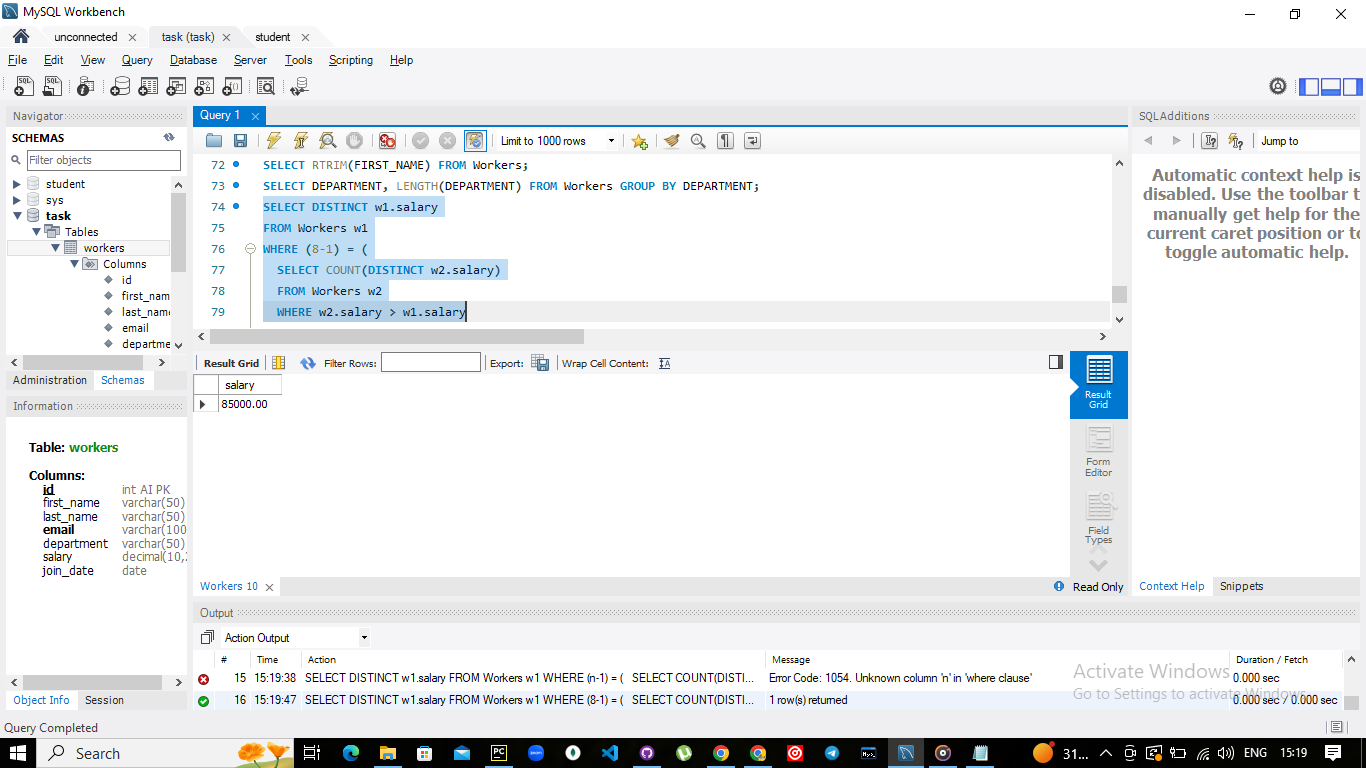 MySQL Workbench
unconnected
task (task)
student
File Edit View Query Database Server Tools Scripting Help
Navigator
SCHEMAS
Filter objects
student
sys
task
Tables
workers
Columns
id
first_nam
last_name
email
departme
Administration Schemas
Information
Table: workers
Columns:
id int AI PK
first_name varchar(50)
last_name varchar(50)
email varchar(100
department varchar(50)
salary decimal(10,
join_date date
Object Info Session
Query 1
Limit to 1000 rows
72 SELECT RTRIM(FIRST_NAME) FROM Workers;
73 SELECT DEPARTMENT, LENGTH(DEPARTMENT) FROM Workers GROUP BY DEPARTMENT;
74 SELECT DISTINCT w1.salary
75 FROM Workers w1
76 WHERE (8-1) = (
77 SELECT COUNT(DISTINCT w2.salary)
78 FROM Workers w2
79 WHERE w2.salary > w1.salary
Result Grid Filter Rows: Export: Wrap Cell Content:
salary
85000.00
Result
Grid
Form
Editor
Field
Types
Workers 10
Read Only
SQLAdditions
Jump to
Automatic context help is
disabled. Use the toolbar t
manually get help for the
current caret position or to
toggle automatic help.
Context Help Snippets
Output
Action Output
# Time Action Message Duration / Fetch
15 15:19:38 SELECT DISTINCT w1.salary FROM Workers w1 WHERE (n-1) = ( SELECT COUNT(DISTI... Error Code: 1054. Unknown column 'n' in 'where clause' 0.000 sec
16 15:19:47 SELECT DISTINCT w1.salary FROM Workers w1 WHERE (8-1) = ( SELECT COUNT(DISTI... 1 row(s) returned 0.000 sec / 0.000 sec
Activate Windows
Go to Settings to activate Windows.
Query Completed
Search
31...
ENG
15:19